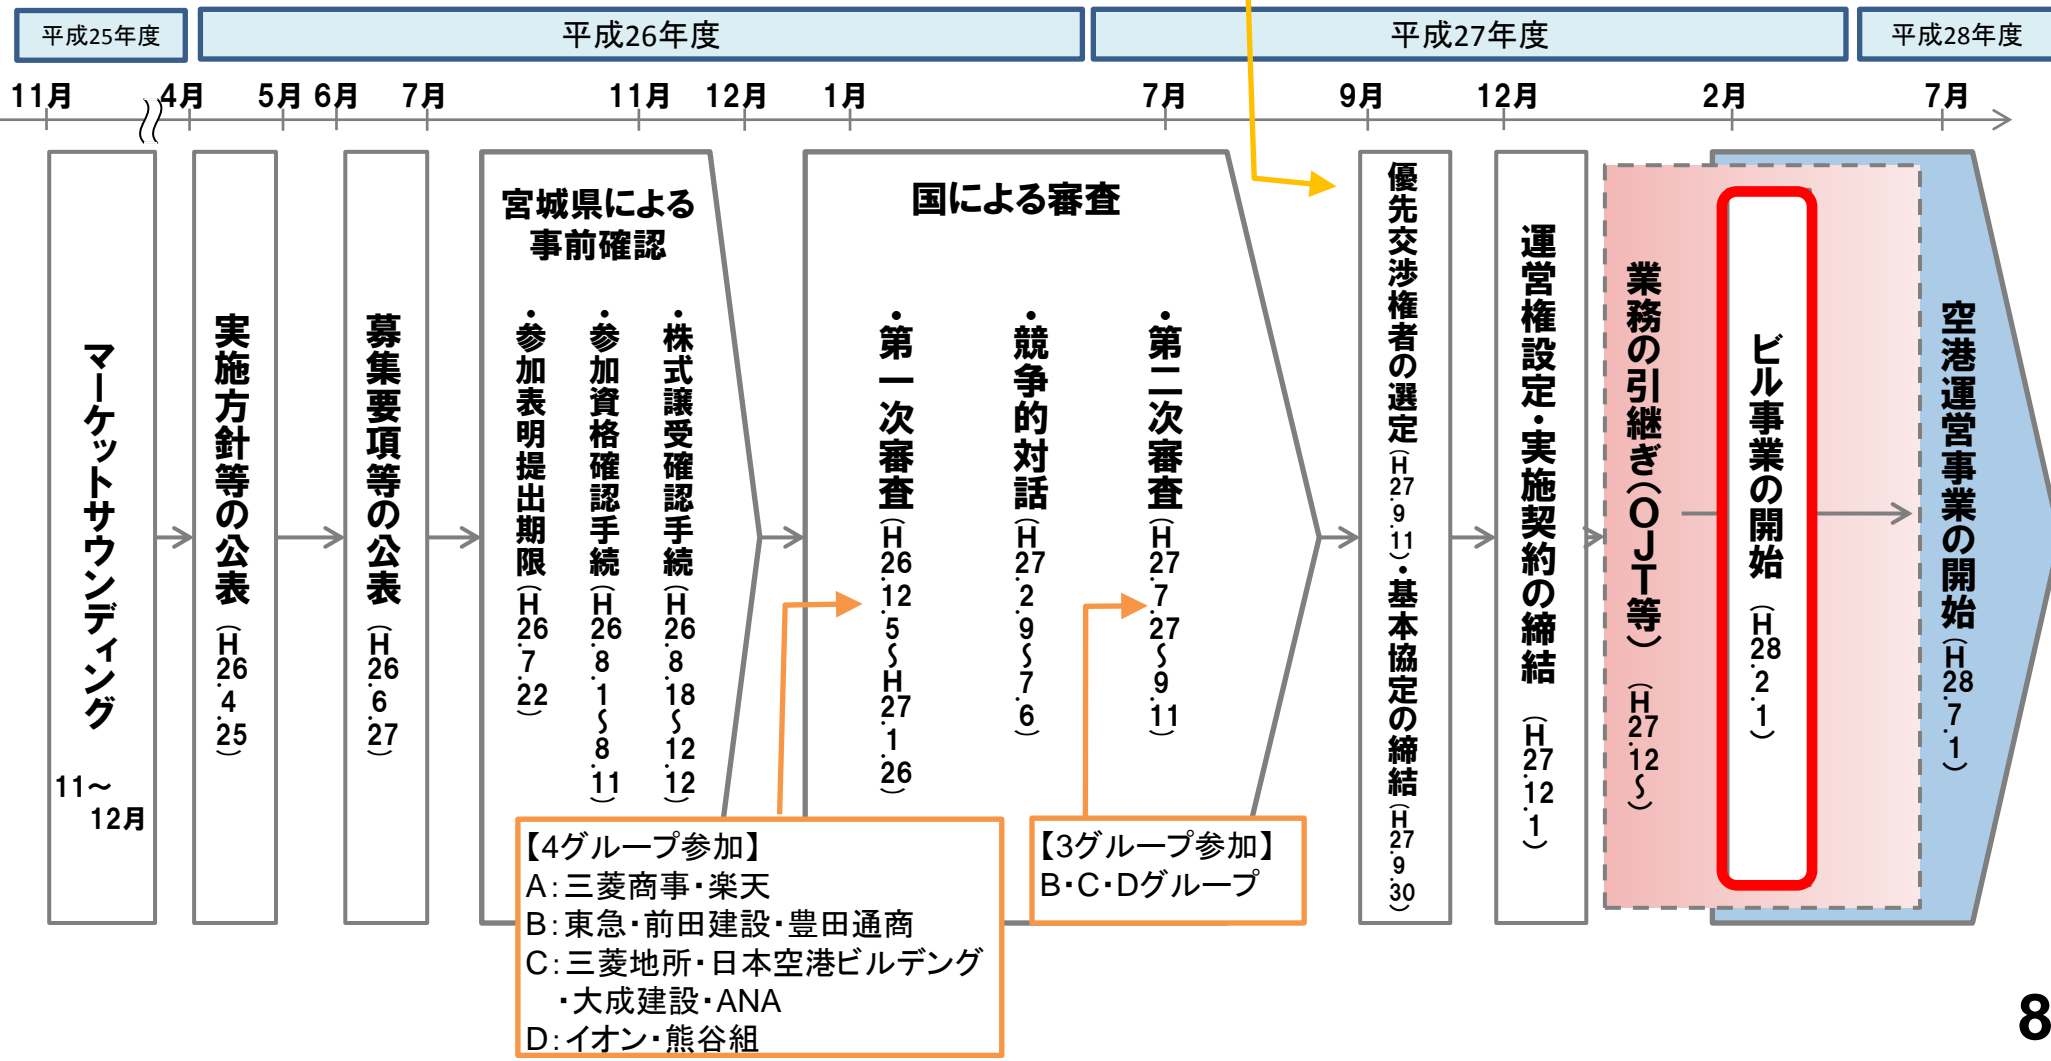 平成25年度
平成26年度
平成27年度
平成28年度
11月
4月
5月
6月
7月
11月
12月
1月
7月
9月
12月
2月
7月
マーケットサウンディング
11～
12月
実施方針等の公表（H26.4.25）
募集要項等の公表（H26.6.27）
宮城県による
事前確認
・参加表明提出期限（H26.7.22）
・参加資格確認手続（H26.8.1～8.11）
・株式譲受確認手続（H26.8.18～12.12）
国による審査
・第一次審査（H26.12.5～H27.1.26）
・競争的対話（H27.2.9～7.6）
・第二次審査（H27.7.27～9.11）
優先交渉権者の選定（H27.9.11）・基本協定の締結（H27.9.30）
運営権設定・実施契約の締結（H27.12.1）
業務の引継ぎ（OJT等）（H27.12～）
ビル事業の開始（H28.2.1）
空港運営事業の開始（H28.7.1）
【4グループ参加】
A：三菱商事・楽天
B：東急・前田建設・豊田通商
C：三菱地所・日本空港ビルデング
・大成建設・ANA
D：イオン・熊谷組
【3グループ参加】
B・C・Dグループ
8